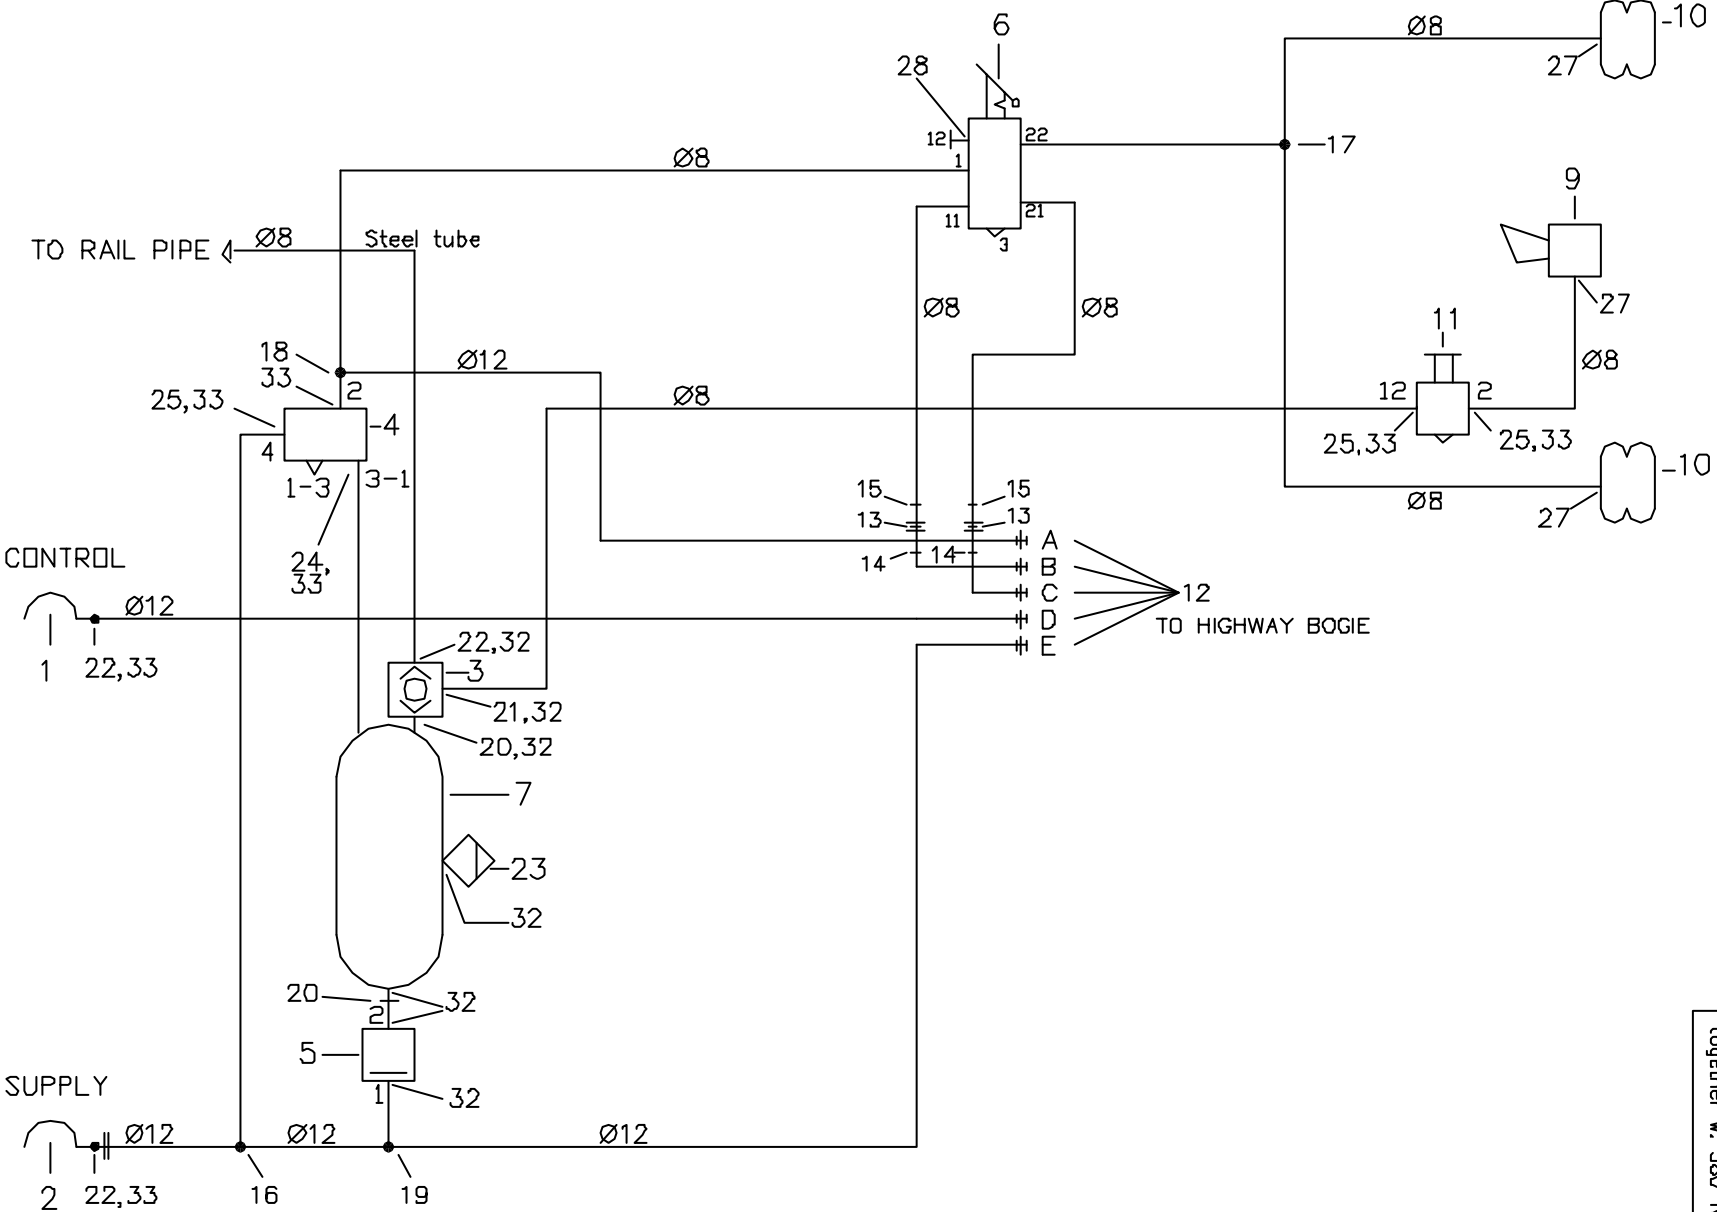 6
Ø8
-10
28
27
12
22
17
1
Ø8
9
11
21
3
TO RAIL PIPE
Ø8
Steel tube
27
Ø8
Ø8
11
18
Ø12
Ø8
33
2
12
2
25,33
Ø8
-4
4
25,33
25,33
1-3
3-1
-10
15
15
Ø8
27
13
13
A
CONTROL
24,
33
14
14
B
C
12
Ø12
D
TO HIGHWAY BOGIE
E
22,32
1
22,33
3
21,32
20,32
7
23
32
20
32
2
5
SUPPLY
1
32
Ø12
Ø12
Ø12
2
22,33
16
19